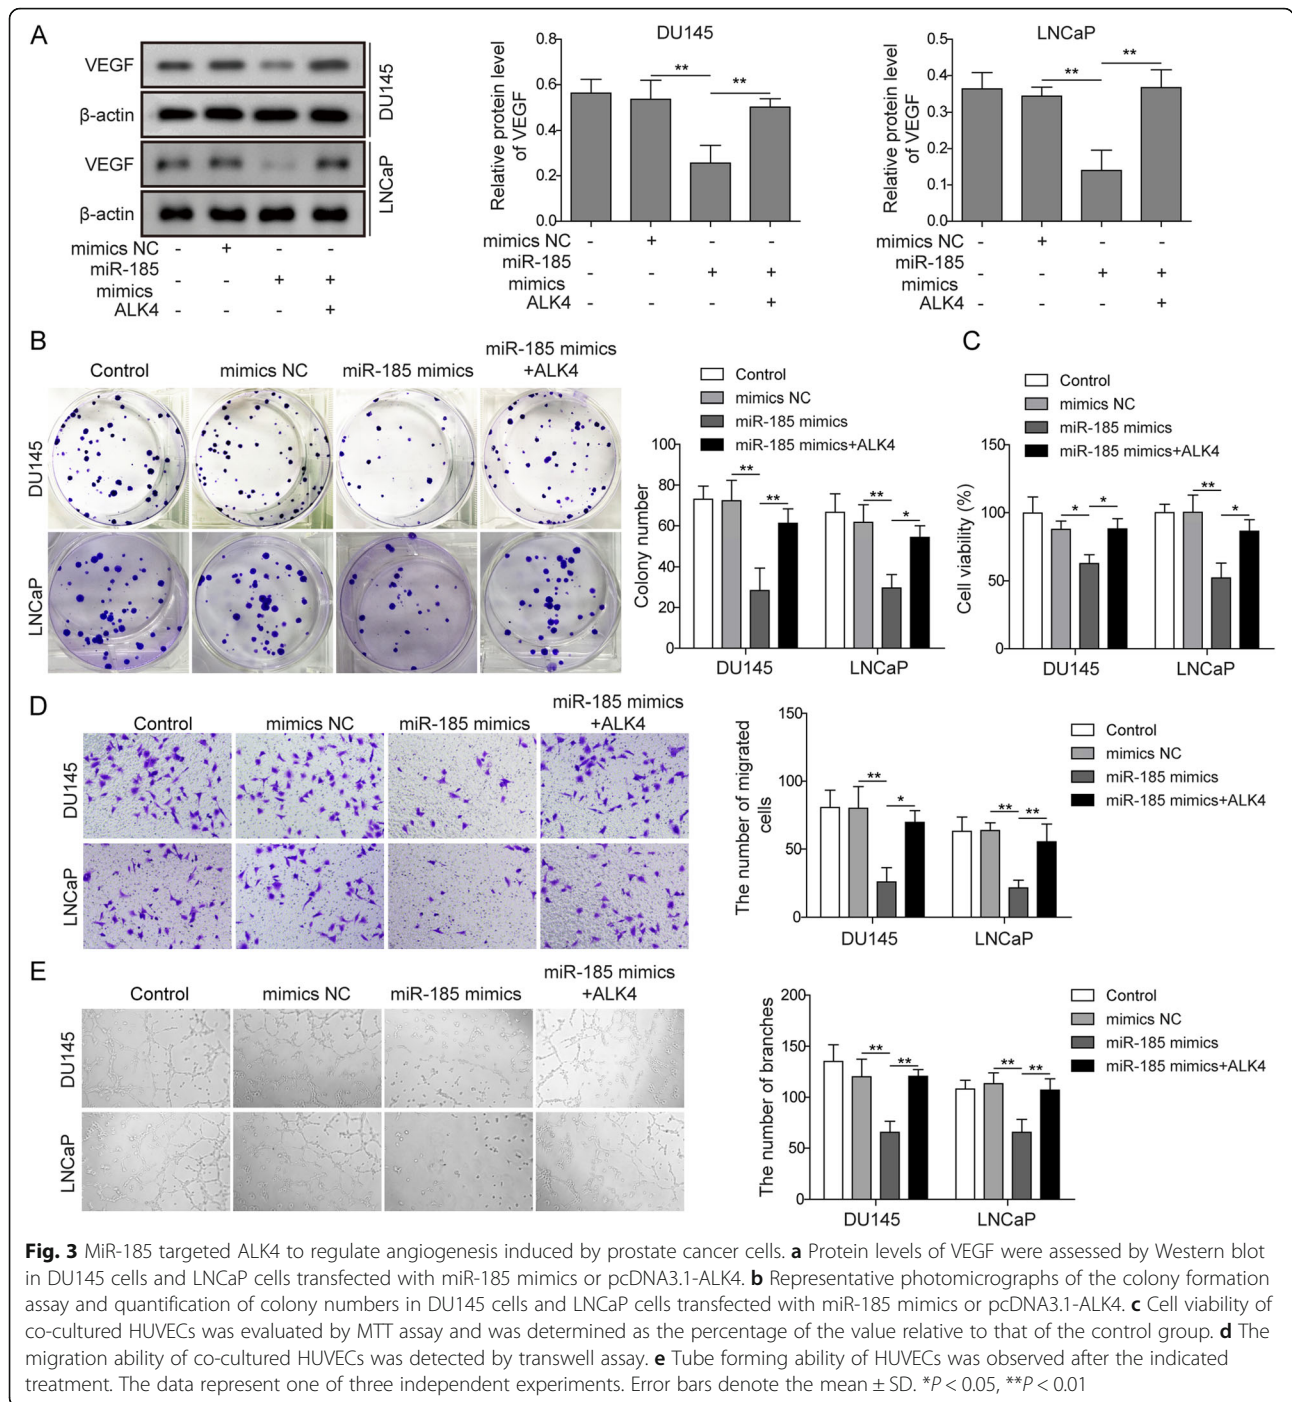 A
VEGF
β-actin
VEGF
β-actin
DU145
LNCaP
mimics NC - + - -
miR-185 mimics - - + +
ALK4 - - - +
DU145
Relative protein level of VEGF
0.8
0.6
0.4
0.2
0.0
** **
mimics NC - + - -
miR-185 mimics - - + +
ALK4 - - - +
LNCaP
Relative protein level of VEGF
0.5
0.4
0.3
0.2
0.1
0.0
** **
mimics NC - + - -
miR-185 mimics - - + +
ALK4 - - - +
B
Control mimics NC miR-185 mimics miR-185 mimics +ALK4
DU145
LNCaP
Control
mimics NC
miR-185 mimics
miR-185 mimics+ALK4
Colony number
100
80
60
40
20
0
** ** ** *
DU145 LNCaP
C
Control
mimics NC
miR-185 mimics
miR-185 mimics+ALK4
Cell viability (%)
150
100
50
0
* * ** *
DU145 LNCaP
D
Control mimics NC miR-185 mimics miR-185 mimics +ALK4
DU145
LNCaP
The number of migrated cells
150
100
50
0
** * ** **
DU145 LNCaP
Control
mimics NC
miR-185 mimics
miR-185 mimics+ALK4
E
Control mimics NC miR-185 mimics miR-185 mimics +ALK4
DU145
LNCaP
The number of branches
200
150
100
50
0
** ** ** **
DU145 LNCaP
Control
mimics NC
miR-185 mimics
miR-185 mimics+ALK4
Fig. 3 MiR-185 targeted ALK4 to regulate angiogenesis induced by prostate cancer cells. a Protein levels of VEGF were assessed by Western blot
in DU145 cells and LNCaP cells transfected with miR-185 mimics or pcDNA3.1-ALK4. b Representative photomicrographs of the colony formation
assay and quantification of colony numbers in DU145 cells and LNCaP cells transfected with miR-185 mimics or pcDNA3.1-ALK4. c Cell viability of
co-cultured HUVECs was evaluated by MTT assay and was determined as the percentage of the value relative to that of the control group. d The
migration ability of co-cultured HUVECs was detected by transwell assay. e Tube forming ability of HUVECs was observed after the indicated
treatment. The data represent one of three independent experiments. Error bars denote the mean ± SD. *P < 0.05, **P < 0.01